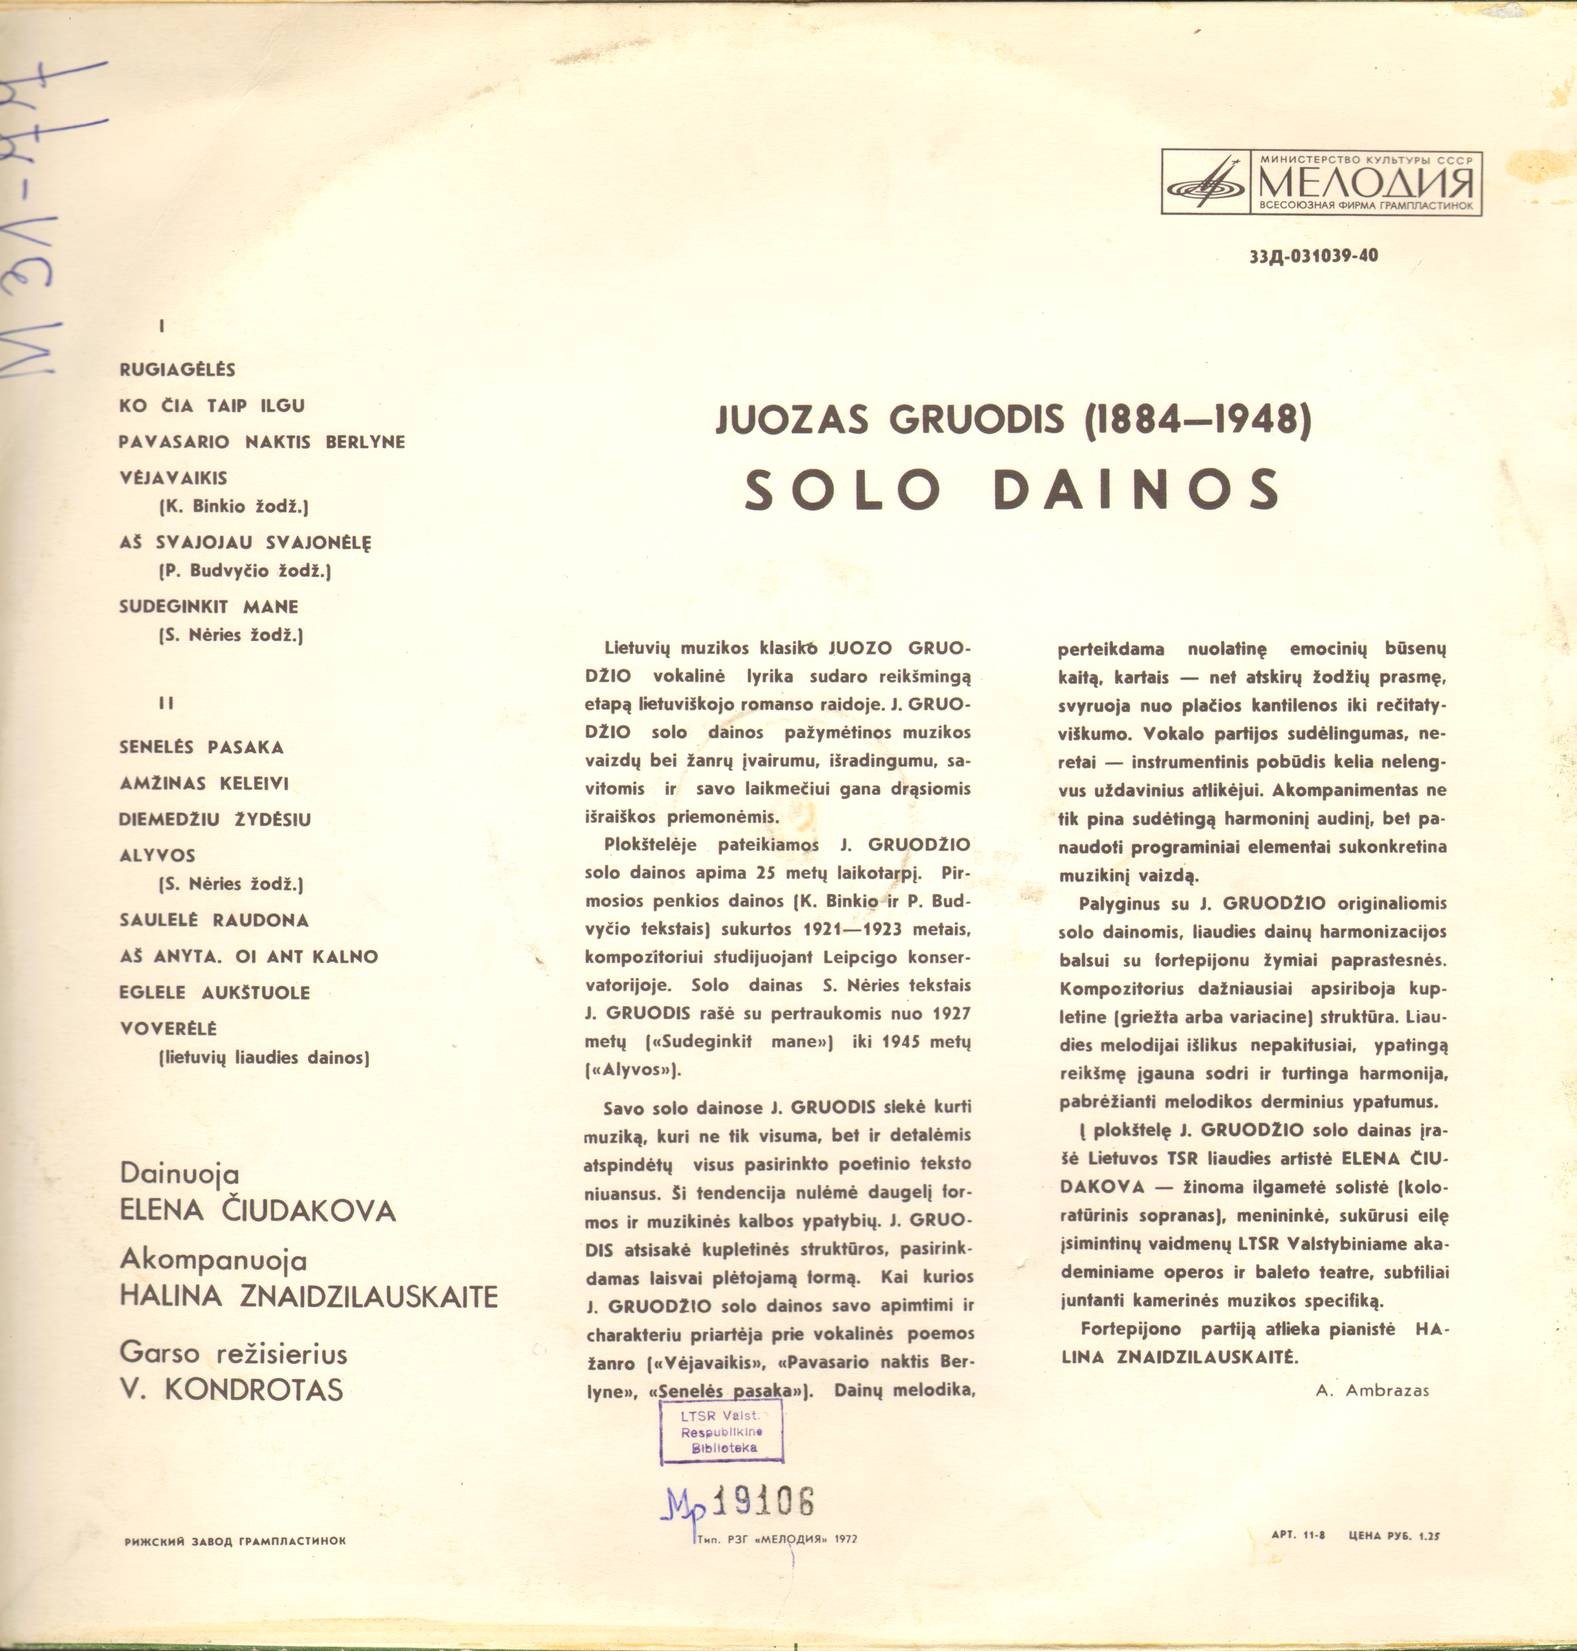 МИНИСТЕРСТВО КУЛЬТУРЫ СССР
МЕЛОДИЯ
ВСЕСОЮЗНАЯ ФИРМА ГРАМПЛАСТИНОК
33Д-031039-40
I
RUGIAGĖLĖS
KO ČIA TAIP ILGU
PAVASARIO NAKTIS BERLYNE
VĖJAVAIKIS
(K. Binkio žodž.)
AŠ SVAJOJAU SVAJONĖLĘ
(P. Budvyčio žodž.)
SUDEGINKIT MANE
(S. Nėries žodž.)
II
SENELĖS PASAKA
AMŽINAS KELEIVI
DIEMEDŽIU ŽYDĖSIU
ALYVOS
(S. Nėries žodž.)
SAULELĖ RAUDONA
AŠ ANYTA. OI ANT KALNO
EGLELE AUKŠTUOLE
VOVERĖLĖ
(lietuvių liaudies dainos)
Dainuoja
ELENA ČIUDAKOVA
Akompanuoja
HALINA ZNAIDZILAUSKAITE
Garso režisierius
V. KONDROTAS
JUOZAS GRUODIS (1884—1948)
SOLO DAINOS
Lietuvių muzikos klasiko JUOZO GRUO-
DŽIO vokalinė lyrika sudaro reikšmingą
etapą lietuviškojo romanso raidoje. J. GRUO-
DŽIO solo dainos pažymėtinos muzikos
vaizdų bei žanrų įvairumu, išradingumu, sa-
vitomis ir savo laikmečiui gana drąsiomis
išraiškos priemonėmis.
Plokštelėje pateikiamos J. GRUODŽIO
solo dainos apima 25 metų laikotarpį. Pir-
mosios penkios dainos (K. Binkio ir P. Bud-
vyčio tekstais) sukurtos 1921—1923 metais,
kompozitoriui studijuojant Leipcigo konser-
vatorijoje. Solo dainas S. Nėries tekstais
J. GRUODIS rašė su pertraukomis nuo 1927
metų («Sudeginkit mane») iki 1945 metų
(«Alyvos»).
Savo solo dainose J. GRUODIS siekė kurti
muziką, kuri ne tik visuma, bet ir detalėmis
atspindėtų visus pasirinkto poetinio teksto
niuansus. Ši tendencija nulėmė daugelį for-
mos ir muzikinės kalbos ypatybių. J. GRUO-
DIS atsisakė kupletinės struktūros, pasirink-
damas laisvai plėtojamą formą. Kai kurios
J. GRUODŽIO solo dainos savo apimtimi ir
charakteriu priartėja prie vokalinės poemos
žanro («Vėjavaikis», «Pavasario naktis Ber-
lyne», «Senelės pasaka»). Dainų melodika,
perteikdama nuolatinę emocinių būsenų
kaitą, kartais — net atskirų žodžių prasmę,
svyruoja nuo plačios kantilenos iki rečitaty-
viškumo. Vokalo partijos sudėlingumas, ne-
retai — instrumentinis pobūdis kelia neleng-
vus uždavinius atlikėjui. Akompanimentas ne
tik pina sudėtingą harmoninį audinį, bet pa-
naudoti programiniai elementai sukonkretina
muzikinį vaizdą.
Palyginus su J. GRUODŽIO originaliomis
solo dainomis, liaudies dainų harmonizacijos
balsui su fortepijonu žymiai paprastesnės.
Kompozitorius dažniausiai apsiriboja kup-
letine (griežta arba variacine) struktūra. Liau-
dies melodijai išlikus nepakitusiai, ypatingą
reikšmę įgauna sodri ir turtinga harmonija,
pabrėžianti melodikos derminius ypatumus.
Į plokštelę J. GRUODŽIO solo dainas įra-
šė Lietuvos TSR liaudies artistė ELENA ČIU-
DAKOVA — žinoma ilgametė solistė (kolo-
ratūrinis sopranas), menininkė, sukūrusi eilę
įsimintinų vaidmenų LTSR Valstybiniame aka-
deminiame operos ir baleto teatre, subtiliai
juntanti kamerinės muzikos specifiką.
Fortepijono partiją atlieka pianistė HA-
LINA ZNAIDZILAUSKAITĖ.
A. Ambrazas
LTSR Valst.
Respublikinė
Biblioteka
Mp 19106
РИЖСКИЙ ЗАВОД ГРАМПЛАСТИНОК
Тип. РЗГ «МЕЛОДИЯ» 1972
АРТ. 11-8 ЦЕНА РУБ. 1.25